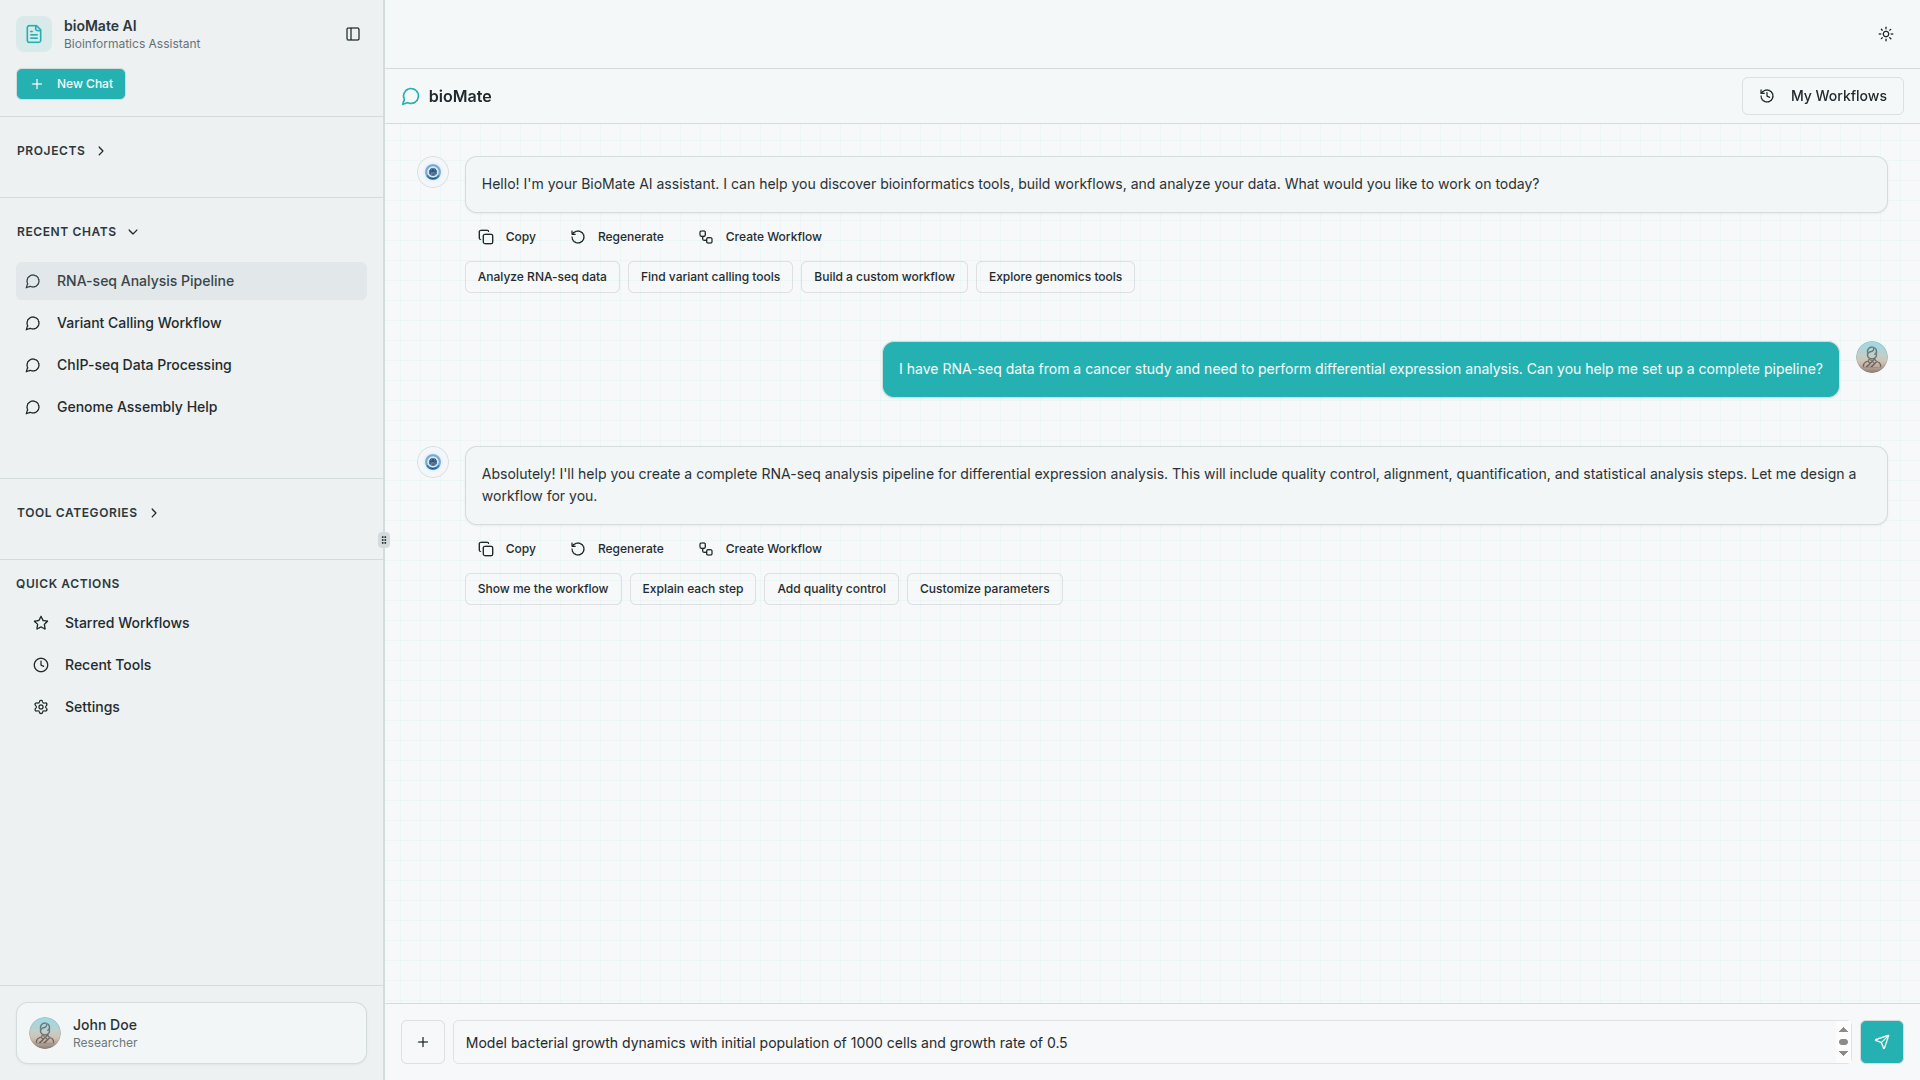 bioMate AI
Bioinformatics Assistant
New Chat
PROJECTS
RECENT CHATS
RNA-seq Analysis Pipeline
Variant Calling Workflow
ChIP-seq Data Processing
Genome Assembly Help
TOOL CATEGORIES
QUICK ACTIONS
Starred Workflows
Recent Tools
Settings
John Doe
Researcher
bioMate
My Workflows
Hello! I'm your BioMate AI assistant. I can help you discover bioinformatics tools, build workflows, and analyze your data. What would you like to work on today?
Copy Regenerate Create Workflow
Analyze RNA-seq data Find variant calling tools Build a custom workflow Explore genomics tools
I have RNA-seq data from a cancer study and need to perform differential expression analysis. Can you help me set up a complete pipeline?
Absolutely! I'll help you create a complete RNA-seq analysis pipeline for differential expression analysis. This will include quality control, alignment, quantification, and statistical analysis steps. Let me design a
workflow for you.
Copy Regenerate Create Workflow
Show me the workflow Explain each step Add quality control Customize parameters
Model bacterial growth dynamics with initial population of 1000 cells and growth rate of 0.5